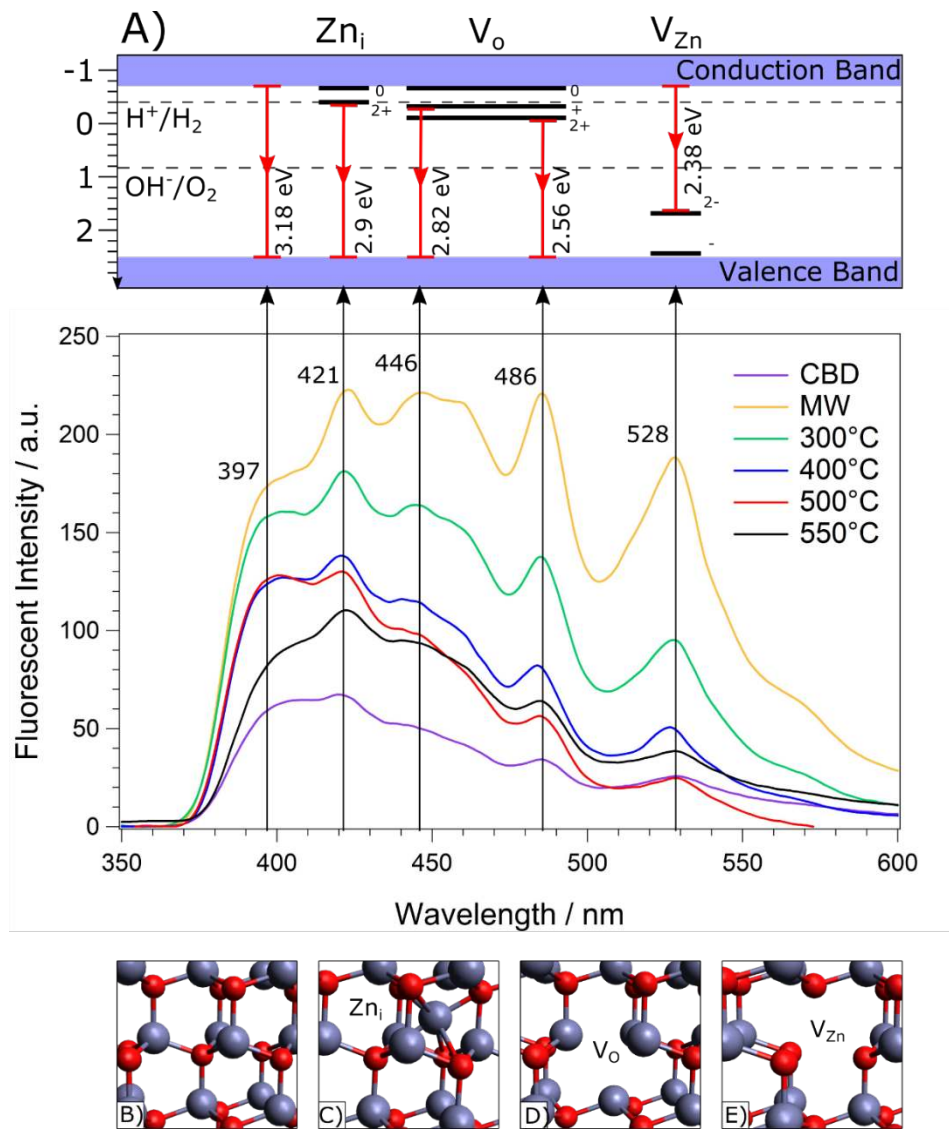 A)
Znᵢ
Vₒ
V_Zn
-1
0
1
2
Conduction Band
H⁺/H₂
OH⁻/O₂
Valence Band
0
2+
0
+
2+
2-
-
3.18 eV
2.9 eV
2.82 eV
2.56 eV
2.38 eV
250
200
150
100
50
0
Fluorescent Intensity / a.u.
397
421
446
486
528
CBD
MW
300°C
400°C
500°C
550°C
350
400
450
500
550
600
Wavelength / nm
B)
Znᵢ
C)
V_O
D)
V_Zn
E)